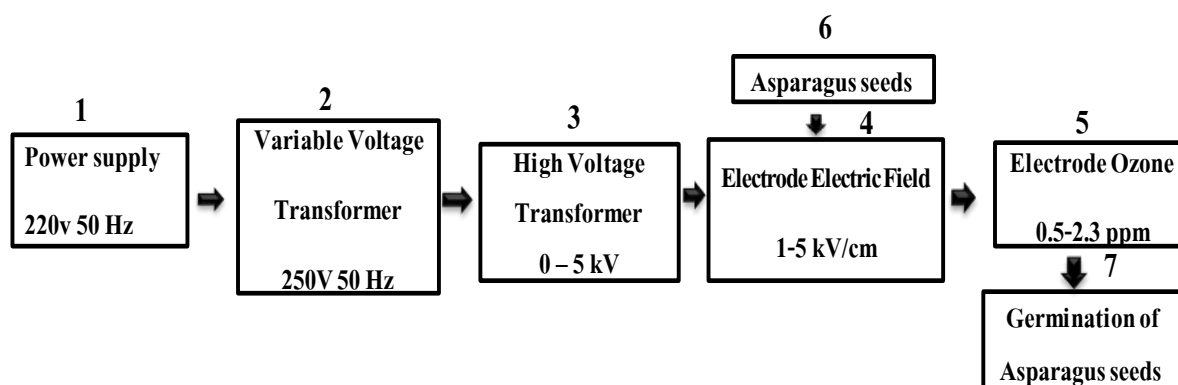 1
Power supply
220v 50 Hz
2
Variable Voltage
Transformer
250V 50 Hz
3
High Voltage
Transformer
0 – 5 kV
6
Asparagus seeds
4
Electrode Electric Field
1-5 kV/cm
5
Electrode Ozone
0.5-2.3 ppm
7
Germination of
Asparagus seeds